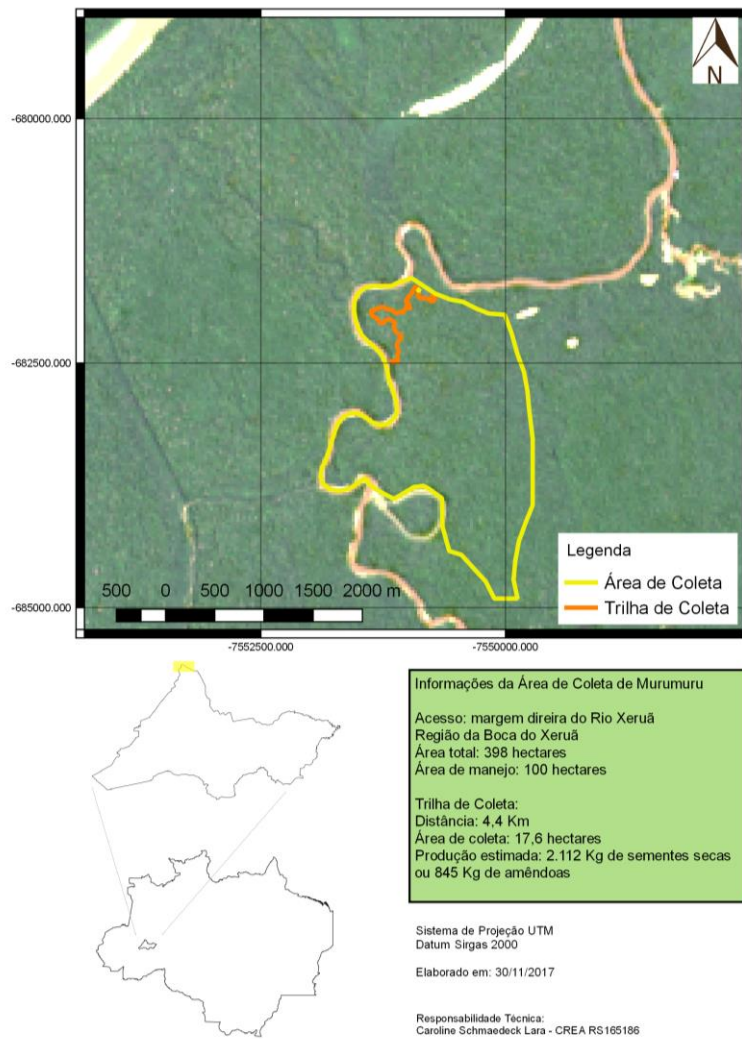 N
-680000.000
-682500.000
-685000.000
500 0 500 1000 1500 2000 m
Legenda
Área de Coleta
Trilha de Coleta
-7552500.000 -7550000.000
Informações da Área de Coleta de Murumuru
Acesso: margem direira do Rio Xeruã
Região da Boca do Xeruã
Área total: 398 hectares
Área de manejo: 100 hectares
Trilha de Coleta:
Distância: 4,4 Km
Área de coleta: 17,6 hectares
Produção estimada: 2.112 Kg de sementes secas
ou 845 Kg de amêndoas
Sistema de Projeção UTM
Datum Sirgas 2000
Elaborado em: 30/11/2017
Responsabilidade Técnica:
Caroline Schmaedeck Lara - CREA RS165186